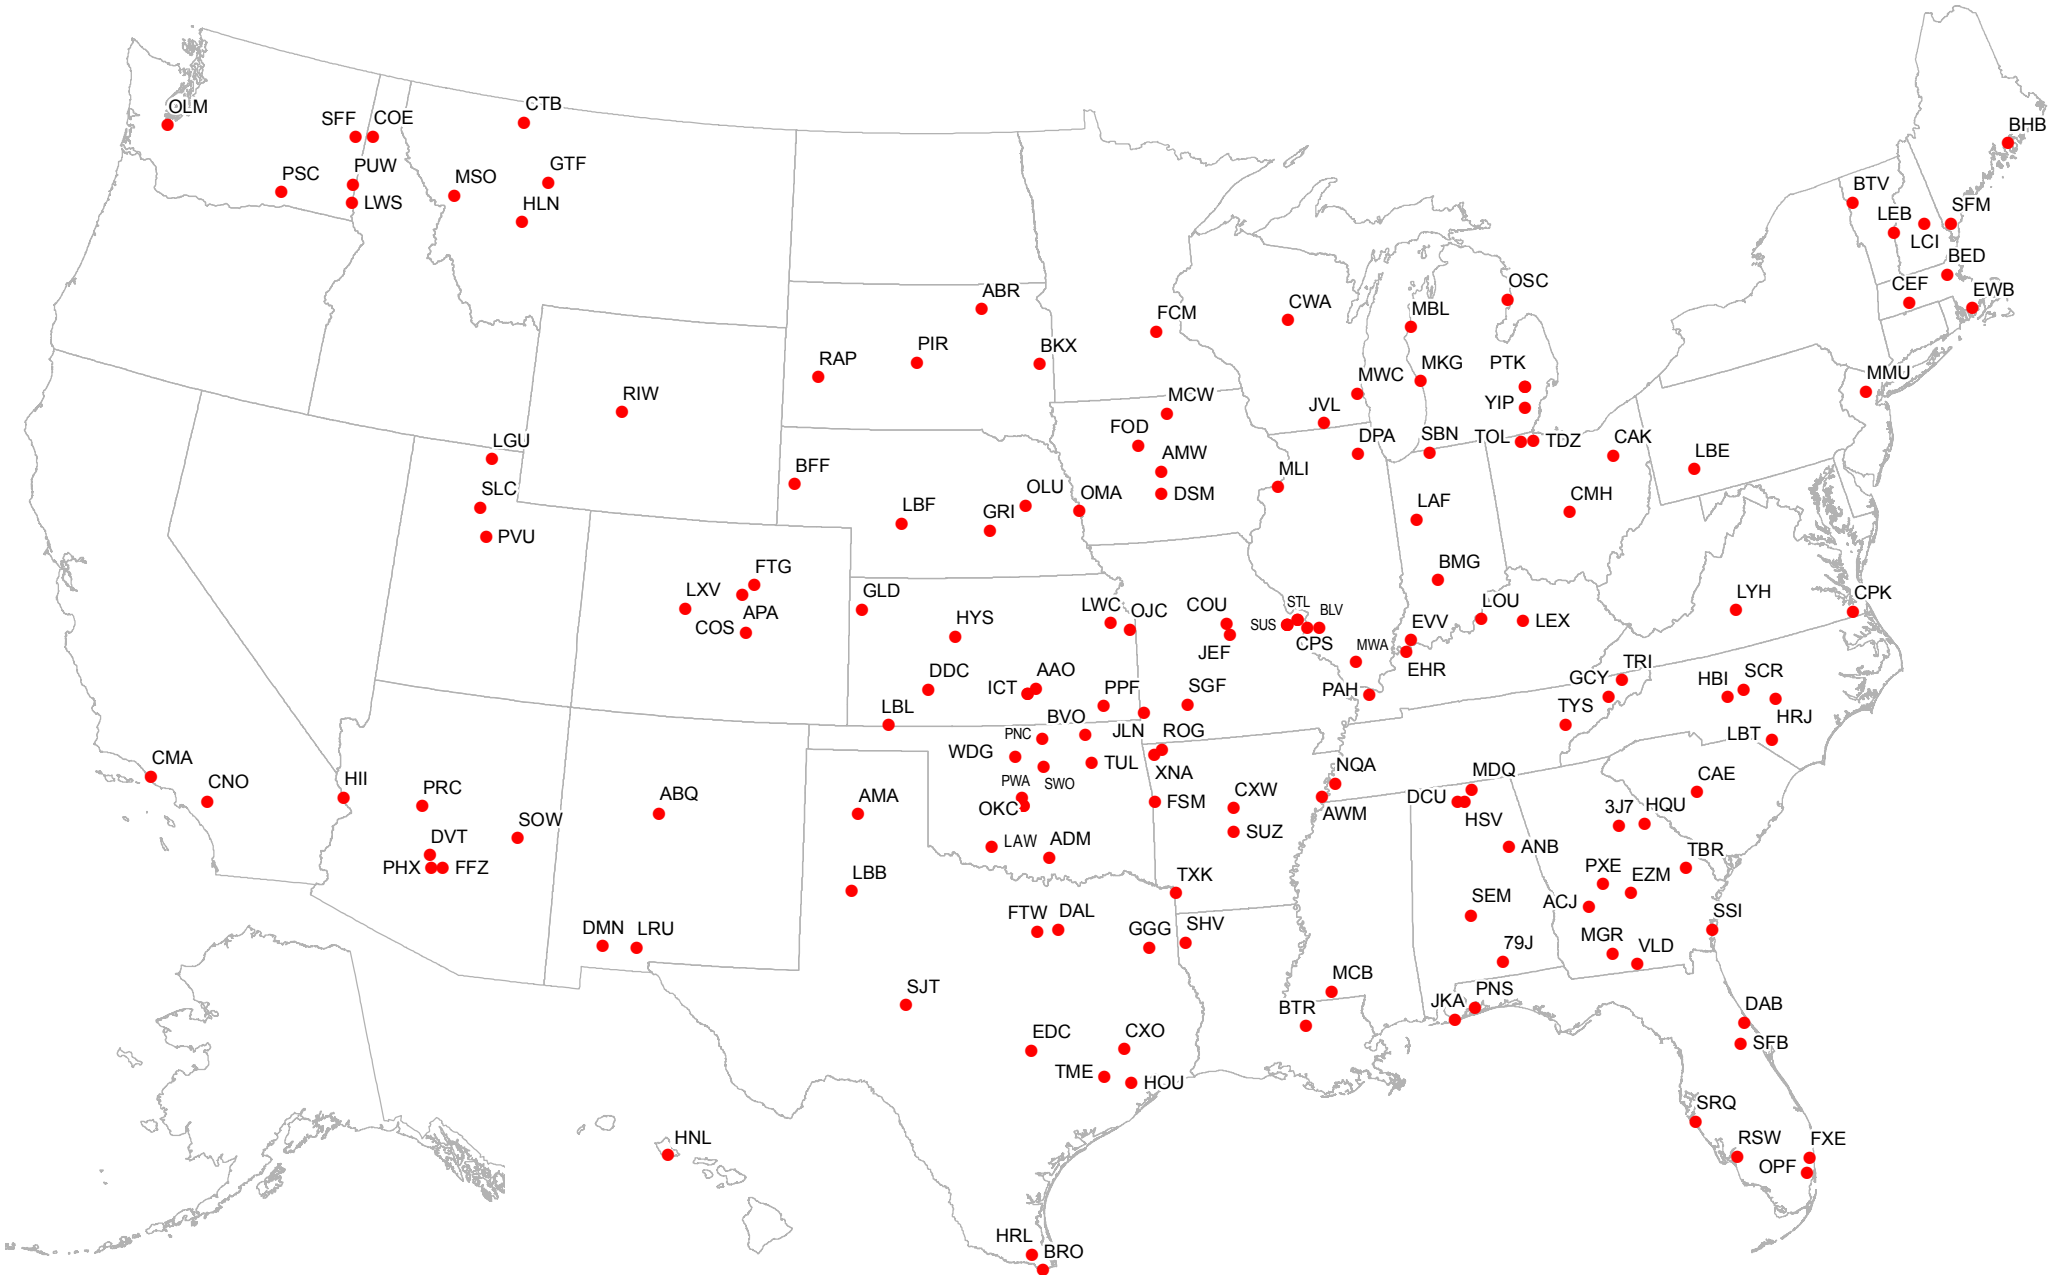 OLM
SFF
COE
CTB
PSC
PUW
LWS
MSO
GTF
HLN
BHB
BTV
LEB
LCI
SFM
BED
CEF
EWB
ABR
PIR
RAP
BKX
FCM
CWA
OSC
MBL
MKG
PTK
YIP
MWC
JVL
MCW
FOD
AMW
DSM
MLI
DPA
SBN
TOL
TDZ
CAK
LBE
MMU
RIW
LGU
SLC
PVU
BFF
LBF
GRI
OLU
OMA
LAF
CMH
BMG
FTG
LXV
APA
COS
GLD
HYS
LWC
OJC
COU
JEF
STL
BLV
SUS
CPS
MWA
EVV
EHR
LOU
LEX
LYH
CPK
DDC
ICT
AAO
LBL
PPF
SGF
PAH
BVO
JLN
ROG
XNA
PNC
WDG
TUL
PWA
SWO
OKC
FSM
GCY
TRI
TYS
HBI
SCR
HRJ
LBT
CMA
CNO
HII
PRC
DVT
PHX
FFZ
SOW
ABQ
AMA
LBB
LAW
ADM
CXW
SUZ
NQA
AWM
MDQ
DCU
HSV
ANB
3J7
HQU
CAE
TBR
PXE
EZM
ACJ
SEM
SSI
MGR
VLD
79J
DMN
LRU
FTW
DAL
GGG
SHV
TXK
SJT
MCB
BTR
JKA
PNS
DAB
SFB
EDC
CXO
TME
HOU
HNL
SRQ
RSW
FXE
OPF
HRL
BRO